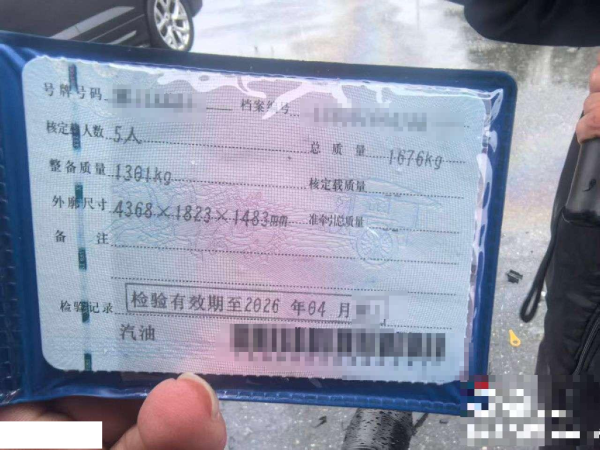 号牌号码 档案编号
核定载人数 5人 总质量 1676kg
整备质量 1301kg 核定载质量
外廓尺寸 4368×1823×1483mm 准牵引总质量
备注
检验记录 检验有效期至2026年04月
汽油